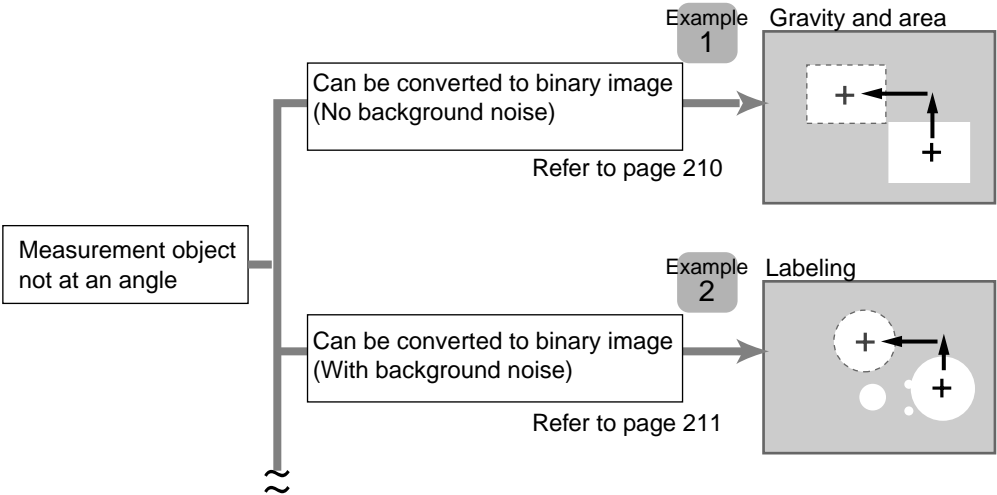 Example
1
Gravity and area
Can be converted to binary image
(No background noise)
Refer to page 210
Measurement object
not at an angle
Example
2
Labeling
Can be converted to binary image
(With background noise)
Refer to page 211